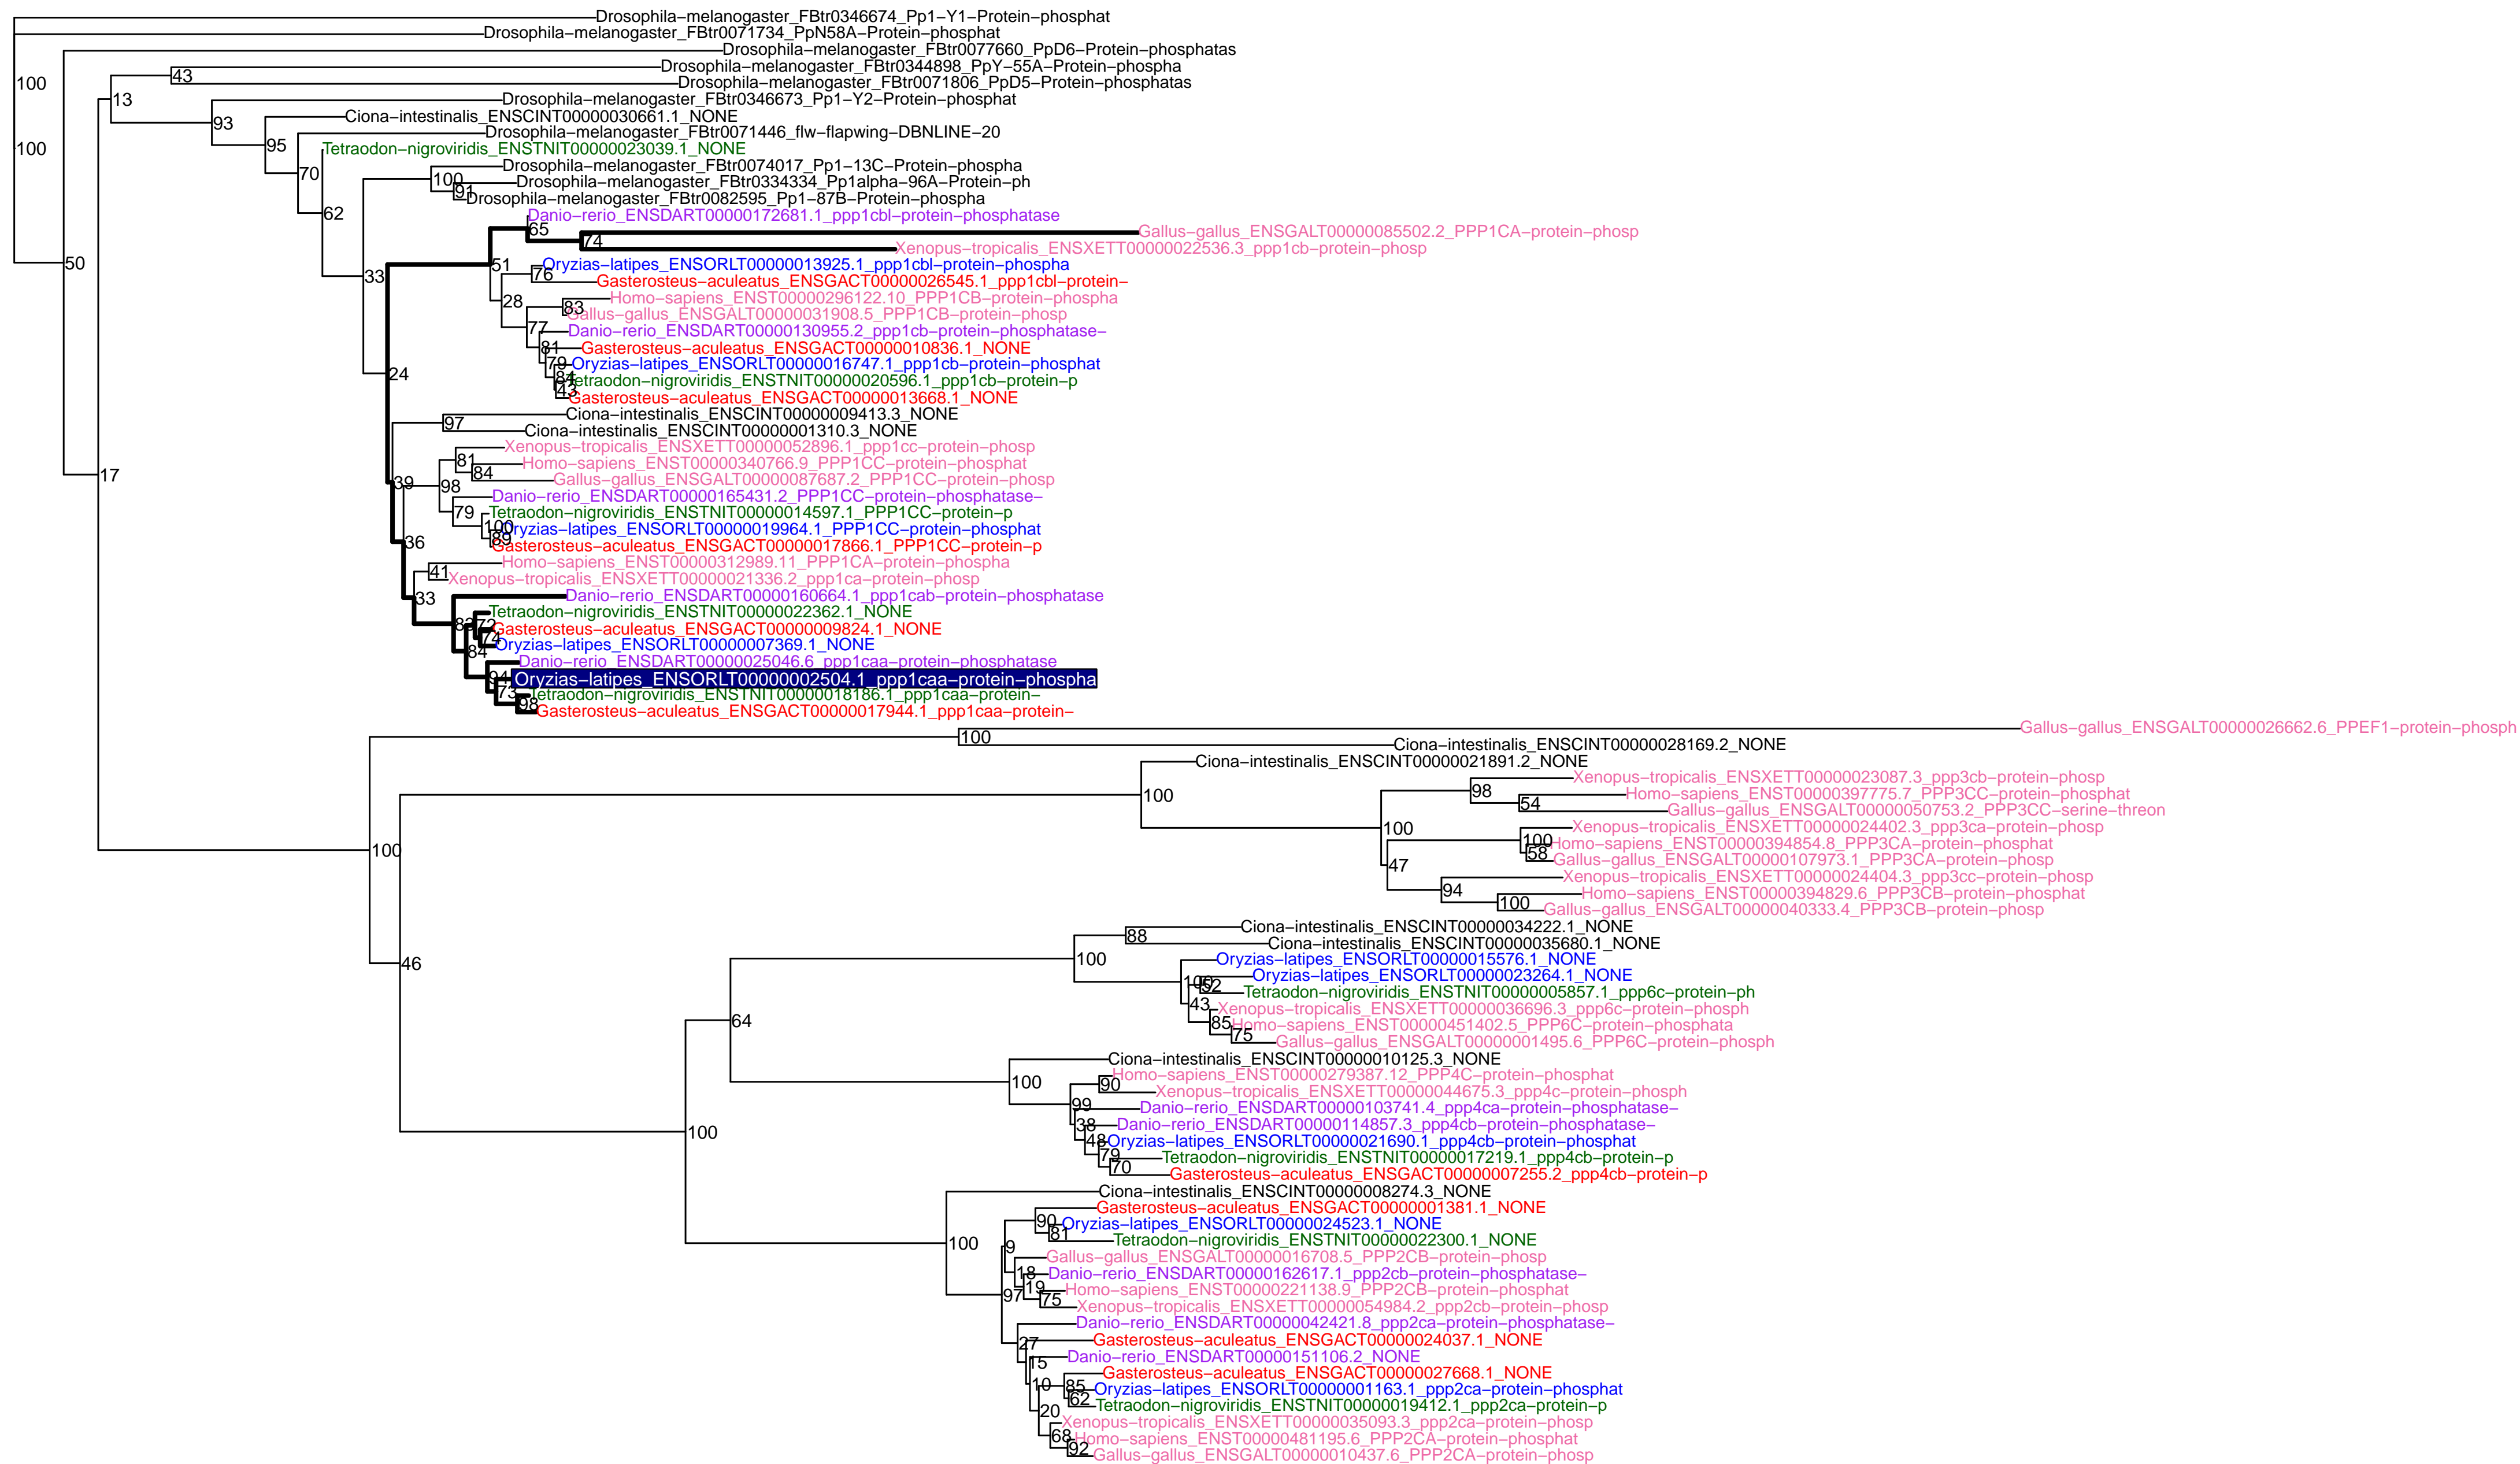 Drosophila−melanogaster_FBtr0346674_Pp1−Y1−Protein−phosphat
Drosophila−melanogaster_FBtr0071734_PpN58A−Protein−phosphat
Drosophila−melanogaster_FBtr0077660_PpD6−Protein−phosphatas
Drosophila−melanogaster_FBtr0344898_PpY−55A−Protein−phospha
43
100
Drosophila−melanogaster_FBtr0071806_PpD5−Protein−phosphatas
13
Drosophila−melanogaster_FBtr0346673_Pp1−Y2−Protein−phosphat
Ciona−intestinalis_ENSCINT00000030661.1_NONE
93
Drosophila−melanogaster_FBtr0071446_flw−flapwing−DBNLINE−20
95
100
Tetraodon−nigroviridis_ENSTNIT00000023039.1_NONE
Drosophila−melanogaster_FBtr0074017_Pp1−13C−Protein−phospha
70
100
Drosophila−melanogaster_FBtr0334334_Pp1alpha−96A−Protein−ph
91
Drosophila−melanogaster_FBtr0082595_Pp1−87B−Protein−phospha
62
Danio−rerio_ENSDART00000172681.1_ppp1cbl−protein−phosphatase
65
Gallus−gallus_ENSGALT00000085502.2_PPP1CA−protein−phosp
74
Xenopus−tropicalis_ENSXETT00000022536.3_ppp1cb−protein−phosp
50
51
Oryzias−latipes_ENSORLT00000013925.1_ppp1cbl−protein−phospha
76
33
Gasterosteus−aculeatus_ENSGACT00000026545.1_ppp1cbl−protein−
28
Homo−sapiens_ENST00000296122.10_PPP1CB−protein−phospha
83
Gallus−gallus_ENSGALT00000031908.5_PPP1CB−protein−phosp
77
Danio−rerio_ENSDART00000130955.2_ppp1cb−protein−phosphatase−
81
Gasterosteus−aculeatus_ENSGACT00000010836.1_NONE
79
Oryzias−latipes_ENSORLT00000016747.1_ppp1cb−protein−phosphat
24
84
Tetraodon−nigroviridis_ENSTNIT00000020596.1_ppp1cb−protein−p
43
Gasterosteus−aculeatus_ENSGACT00000013668.1_NONE
Ciona−intestinalis_ENSCINT00000009413.3_NONE
97
Ciona−intestinalis_ENSCINT00000001310.3_NONE
Xenopus−tropicalis_ENSXETT00000052896.1_ppp1cc−protein−phosp
81
Homo−sapiens_ENST00000340766.9_PPP1CC−protein−phosphat
84
17
Gallus−gallus_ENSGALT00000087687.2_PPP1CC−protein−phosp
39
98
Danio−rerio_ENSDART00000165431.2_PPP1CC−protein−phosphatase−
79
Tetraodon−nigroviridis_ENSTNIT00000014597.1_PPP1CC−protein−p
100
Oryzias−latipes_ENSORLT00000019964.1_PPP1CC−protein−phosphat
89
36
Gasterosteus−aculeatus_ENSGACT00000017866.1_PPP1CC−protein−p
Homo−sapiens_ENST00000312989.11_PPP1CA−protein−phospha
41
Xenopus−tropicalis_ENSXETT00000021336.2_ppp1ca−protein−phosp
33
Danio−rerio_ENSDART00000160664.1_ppp1cab−protein−phosphatase
Tetraodon−nigroviridis_ENSTNIT00000022362.1_NONE
83
72
Gasterosteus−aculeatus_ENSGACT00000009824.1_NONE
74
Oryzias−latipes_ENSORLT00000007369.1_NONE
84
Danio−rerio_ENSDART00000025046.6_ppp1caa−protein−phosphatase
94
Oryzias−latipes_ENSORLT00000002504.1_ppp1caa−protein−phospha
73
Tetraodon−nigroviridis_ENSTNIT00000018186.1_ppp1caa−protein−
98
Gasterosteus−aculeatus_ENSGACT00000017944.1_ppp1caa−protein−
Gallus−gallus_ENSGALT00000026662.6_PPEF1−protein−phosph
100
Ciona−intestinalis_ENSCINT00000028169.2_NONE
Ciona−intestinalis_ENSCINT00000021891.2_NONE
Xenopus−tropicalis_ENSXETT00000023087.3_ppp3cb−protein−phosp
98
100
Homo−sapiens_ENST00000397775.7_PPP3CC−protein−phosphat
54
Gallus−gallus_ENSGALT00000050753.2_PPP3CC−serine−threon
100
Xenopus−tropicalis_ENSXETT00000024402.3_ppp3ca−protein−phosp
100
Homo−sapiens_ENST00000394854.8_PPP3CA−protein−phosphat
100
58
Gallus−gallus_ENSGALT00000107973.1_PPP3CA−protein−phosp
47
Xenopus−tropicalis_ENSXETT00000024404.3_ppp3cc−protein−phosp
94
Homo−sapiens_ENST00000394829.6_PPP3CB−protein−phosphat
100
Gallus−gallus_ENSGALT00000040333.4_PPP3CB−protein−phosp
Ciona−intestinalis_ENSCINT00000034222.1_NONE
88
Ciona−intestinalis_ENSCINT00000035680.1_NONE
46
100
Oryzias−latipes_ENSORLT00000015576.1_NONE
Oryzias−latipes_ENSORLT00000023264.1_NONE
100
52
Tetraodon−nigroviridis_ENSTNIT00000005857.1_ppp6c−protein−ph
43
Xenopus−tropicalis_ENSXETT00000036696.3_ppp6c−protein−phosph
64
85
Homo−sapiens_ENST00000451402.5_PPP6C−protein−phosphata
75
Gallus−gallus_ENSGALT00000001495.6_PPP6C−protein−phosph
Ciona−intestinalis_ENSCINT00000010125.3_NONE
Homo−sapiens_ENST00000279387.12_PPP4C−protein−phosphat
100
90
Xenopus−tropicalis_ENSXETT00000044675.3_ppp4c−protein−phosph
99
Danio−rerio_ENSDART00000103741.4_ppp4ca−protein−phosphatase−
38
Danio−rerio_ENSDART00000114857.3_ppp4cb−protein−phosphatase−
100
48
Oryzias−latipes_ENSORLT00000021690.1_ppp4cb−protein−phosphat
79
Tetraodon−nigroviridis_ENSTNIT00000017219.1_ppp4cb−protein−p
70
Gasterosteus−aculeatus_ENSGACT00000007255.2_ppp4cb−protein−p
Ciona−intestinalis_ENSCINT00000008274.3_NONE
Gasterosteus−aculeatus_ENSGACT00000001381.1_NONE
90
Oryzias−latipes_ENSORLT00000024523.1_NONE
81
Tetraodon−nigroviridis_ENSTNIT00000022300.1_NONE
100
9
Gallus−gallus_ENSGALT00000016708.5_PPP2CB−protein−phosp
18
Danio−rerio_ENSDART00000162617.1_ppp2cb−protein−phosphatase−
19
Homo−sapiens_ENST00000221138.9_PPP2CB−protein−phosphat
97
75
Xenopus−tropicalis_ENSXETT00000054984.2_ppp2cb−protein−phosp
Danio−rerio_ENSDART00000042421.8_ppp2ca−protein−phosphatase−
27
Gasterosteus−aculeatus_ENSGACT00000024037.1_NONE
15
Danio−rerio_ENSDART00000151106.2_NONE
Gasterosteus−aculeatus_ENSGACT00000027668.1_NONE
10
85
Oryzias−latipes_ENSORLT00000001163.1_ppp2ca−protein−phosphat
62
Tetraodon−nigroviridis_ENSTNIT00000019412.1_ppp2ca−protein−p
20
Xenopus−tropicalis_ENSXETT00000035093.3_ppp2ca−protein−phosp
68
Homo−sapiens_ENST00000481195.6_PPP2CA−protein−phosphat
92
Gallus−gallus_ENSGALT00000010437.6_PPP2CA−protein−phosp